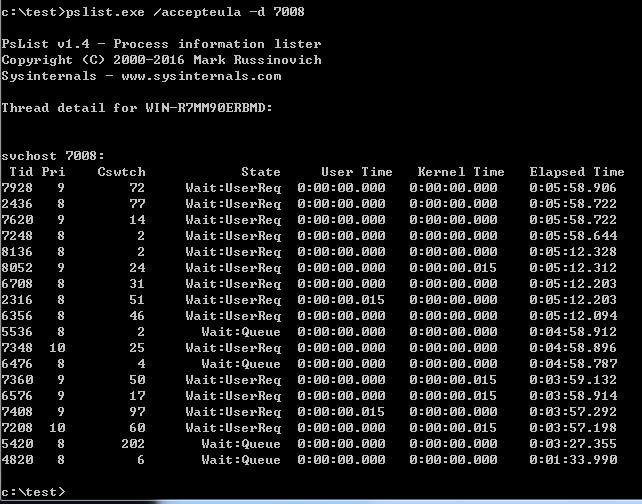 c:\test>pslist.exe /accepteula -d 7008
PsList v1.4 - Process information lister
Copyright (C) 2000-2016 Mark Russinovich
Sysinternals - www.sysinternals.com
Thread detail for WIN-R7MM90ERBMD:
svchost 7008:
Tid Pri Cswtch State User Time Kernel Time Elapsed Time
7928 9 72 Wait:UserReq 0:00:00.000 0:00:00.000 0:05:58.906
2436 8 77 Wait:UserReq 0:00:00.000 0:00:00.000 0:05:58.722
7620 9 14 Wait:UserReq 0:00:00.000 0:00:00.000 0:05:58.722
7248 8 2 Wait:UserReq 0:00:00.000 0:00:00.000 0:05:58.644
8136 8 2 Wait:UserReq 0:00:00.000 0:00:00.000 0:05:12.328
8052 9 24 Wait:UserReq 0:00:00.000 0:00:00.015 0:05:12.312
6708 8 31 Wait:UserReq 0:00:00.000 0:00:00.000 0:05:12.203
2316 8 51 Wait:UserReq 0:00:00.015 0:00:00.000 0:05:12.203
6356 8 46 Wait:UserReq 0:00:00.000 0:00:00.000 0:05:12.094
5536 8 2 Wait:Queue 0:00:00.000 0:00:00.000 0:04:58.912
7348 10 25 Wait:UserReq 0:00:00.000 0:00:00.000 0:04:58.896
6476 8 4 Wait:Queue 0:00:00.000 0:00:00.000 0:04:58.787
7360 9 50 Wait:UserReq 0:00:00.000 0:00:00.015 0:03:59.132
6576 9 17 Wait:UserReq 0:00:00.000 0:00:00.015 0:03:58.914
7408 9 97 Wait:UserReq 0:00:00.015 0:00:00.000 0:03:57.292
7208 10 60 Wait:UserReq 0:00:00.000 0:00:00.015 0:03:57.198
5420 8 202 Wait:Queue 0:00:00.000 0:00:00.000 0:03:27.355
4820 8 6 Wait:Queue 0:00:00.000 0:00:00.000 0:01:33.990
c:\test>